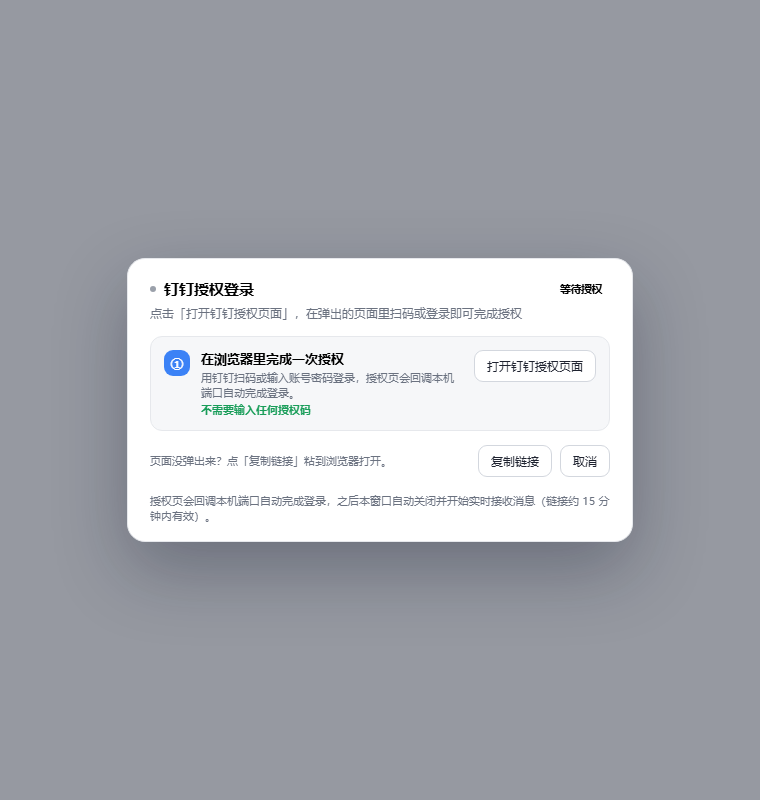 钉钉授权登录
等待授权
点击「打开钉钉授权页面」，在弹出的页面里扫码或登录即可完成授权
①
在浏览器里完成一次授权
用钉钉扫码或输入账号密码登录，授权页会回调本机
端口自动完成登录。
不需要输入任何授权码
打开钉钉授权页面
页面没弹出来？点「复制链接」粘到浏览器打开。
复制链接
取消
授权页会回调本机端口自动完成登录，之后本窗口自动关闭并开始实时接收消息（链接约 15 分
钟内有效）。